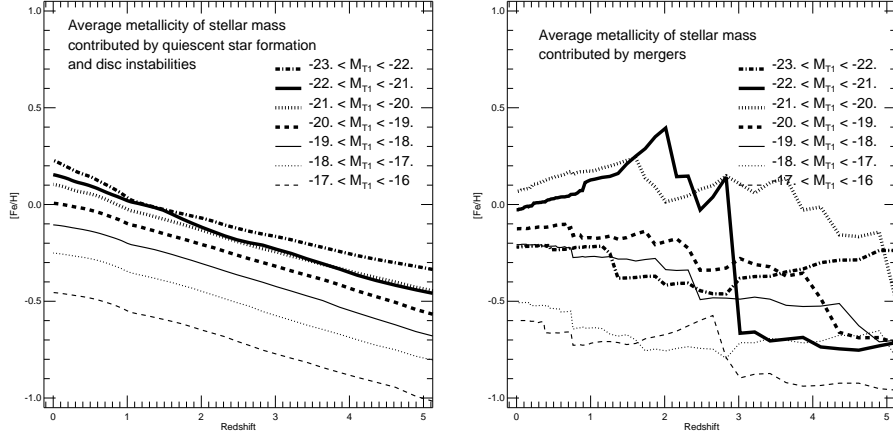 Average metallicity of stellar mass
contributed by quiescent star formation
and disc instabilities
-23. < M_T1 < -22.
-22. < M_T1 < -21.
-21. < M_T1 < -20.
-20. < M_T1 < -19.
-19. < M_T1 < -18.
-18. < M_T1 < -17.
-17. < M_T1 < -16
1.0
0.5
0.0
-0.5
-1.0
[Fe/H]
0 1 2 3 4 5
Redshift
Average metallicity of stellar mass
contributed by mergers
-23. < M_T1 < -22.
-22. < M_T1 < -21.
-21. < M_T1 < -20.
-20. < M_T1 < -19.
-19. < M_T1 < -18.
-18. < M_T1 < -17.
-17. < M_T1 < -16
1.0
0.5
0.0
-0.5
-1.0
[Fe/H]
0 1 2 3 4 5
Redshift